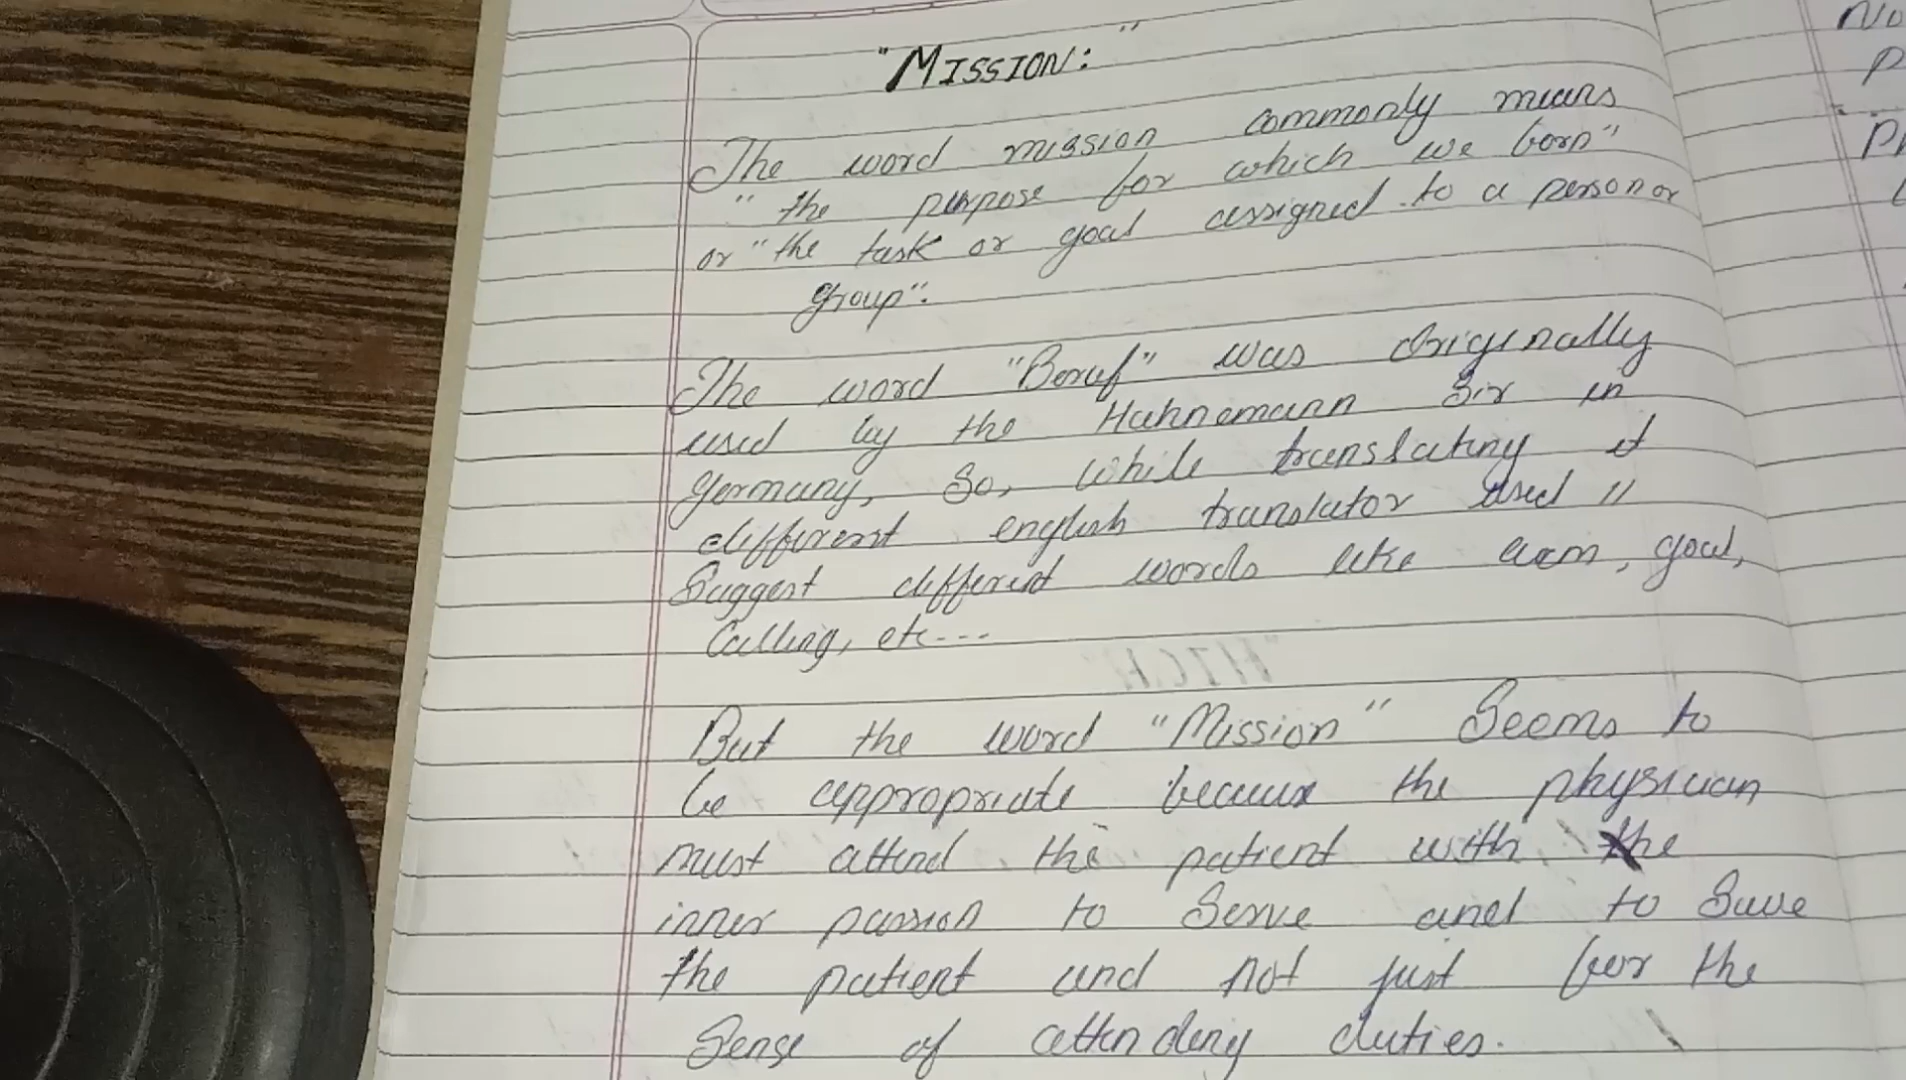 "MISSION:"
The word mission commonly means
"the purpose for which we born"
or "the task or goal assigned to a person or
group".
The word "Beruf" was Originally
used by the Hahnemann Sir in
Germany, So, while translating it
different english translator used //
Suggest different words like aim, goal,
Calling, etc---
But the word "Mission" Seems to
be appropriate because the physician
must attend the patient with the
inner passion to Serve and to Save
the patient and not just for the
Sense of attending duties.
No
P